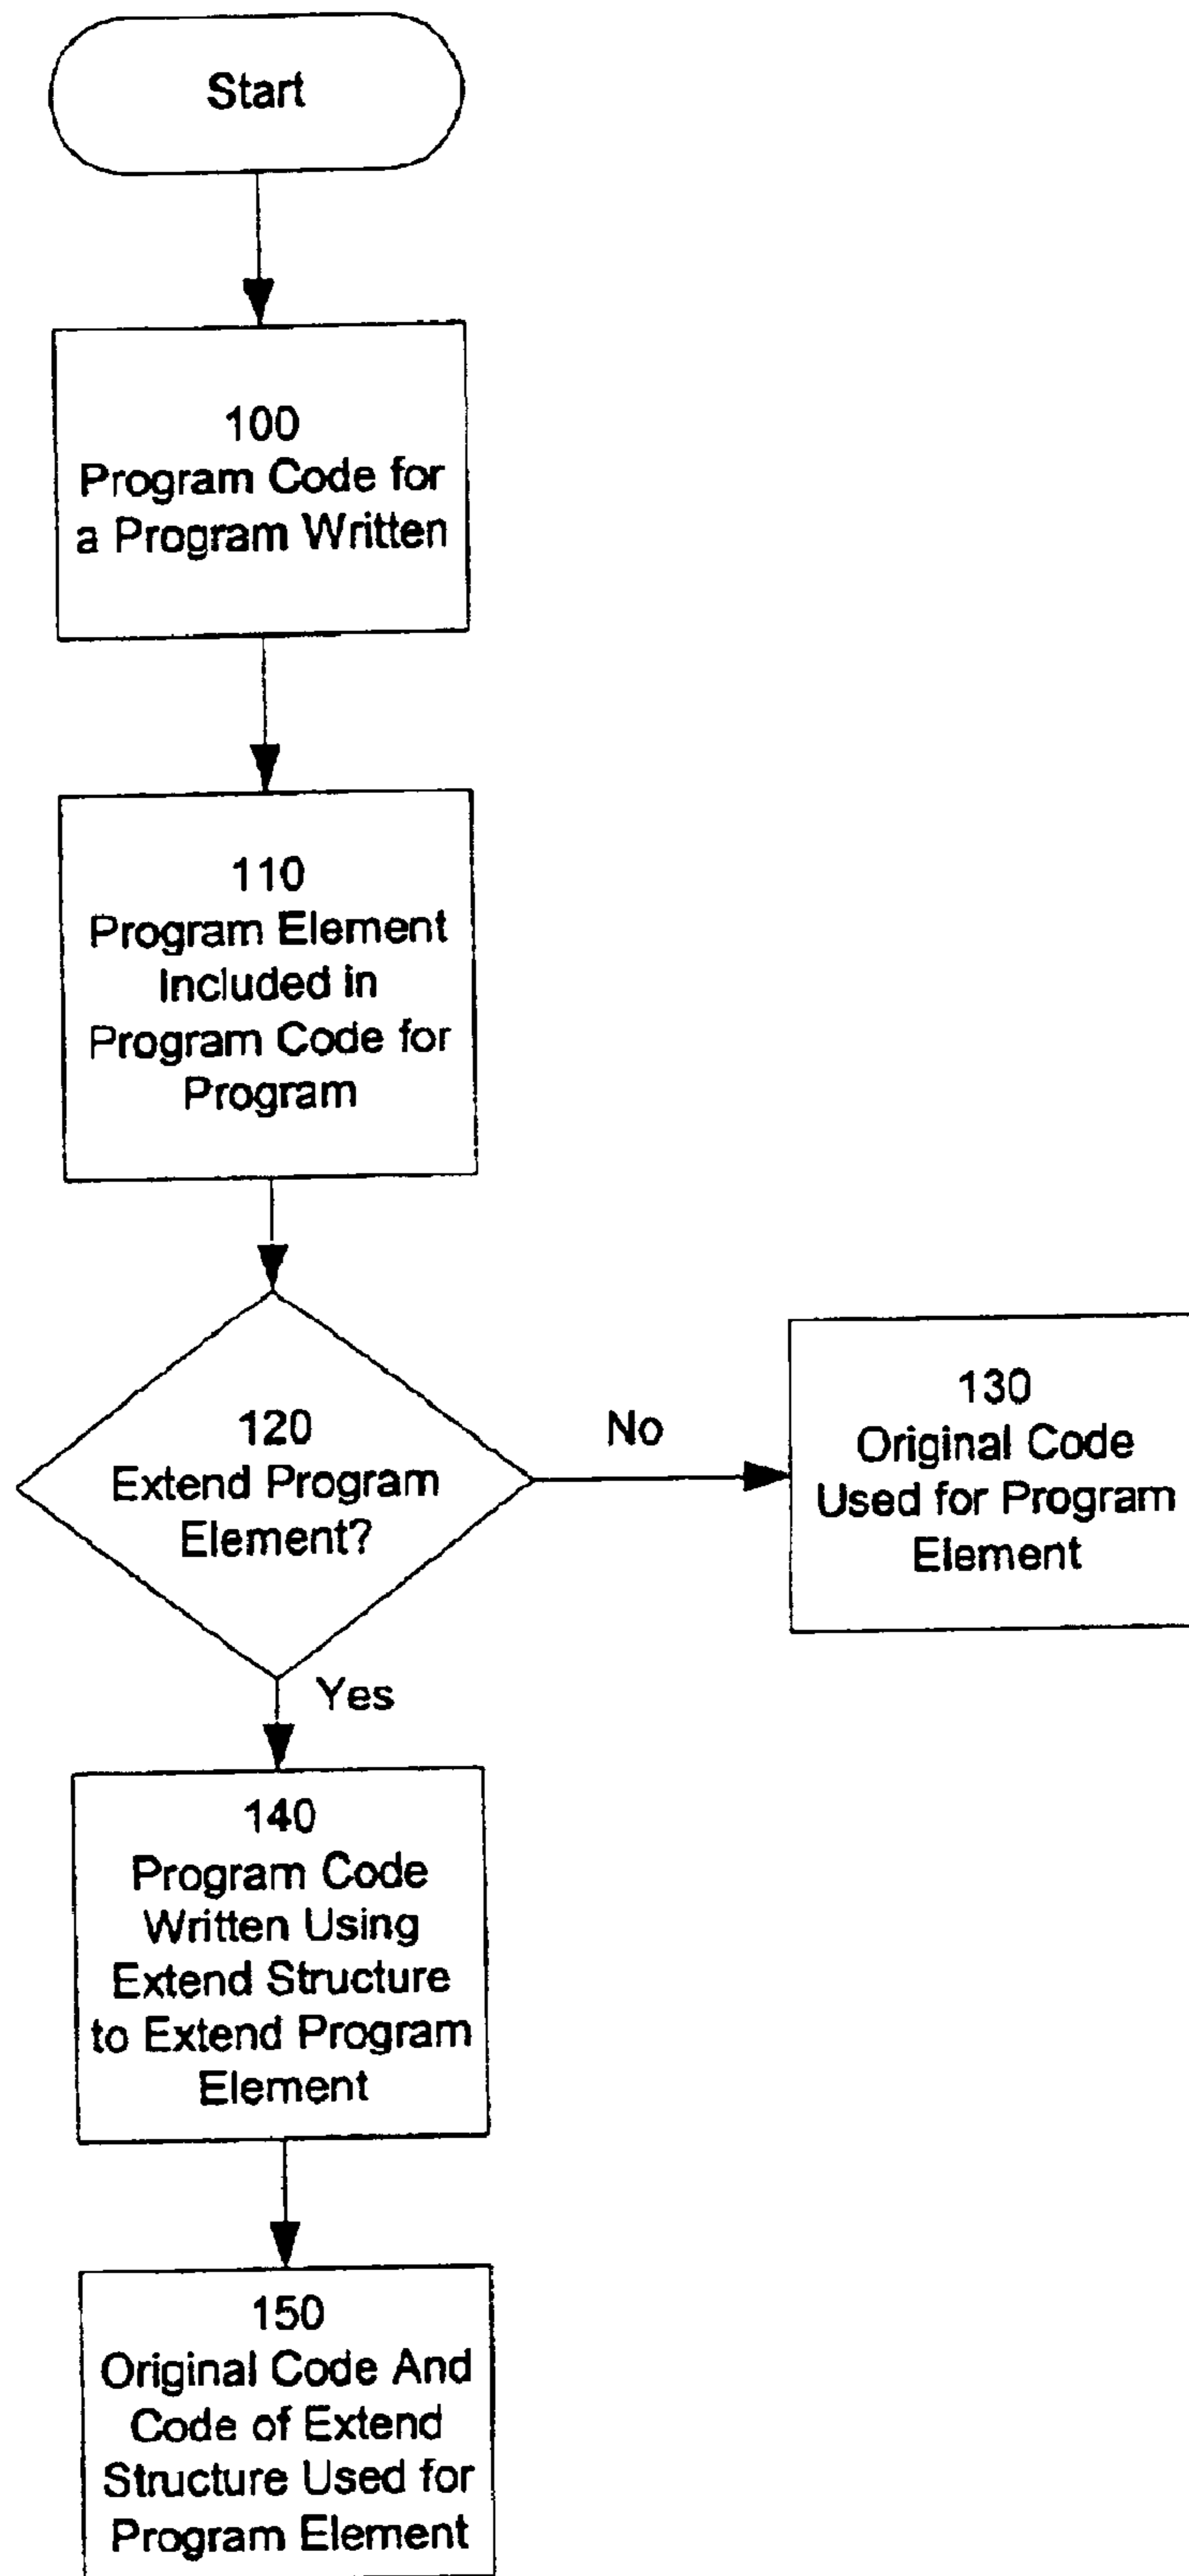 Start
100
Program Code for
a Program Written
110
Program Element
Included in
Program Code for
Program
120
Extend Program
Element?
No
130
Original Code
Used for Program
Element
Yes
140
Program Code
Written Using
Extend Structure
to Extend Program
Element
150
Original Code And
Code of Extend
Structure Used for
Program Element